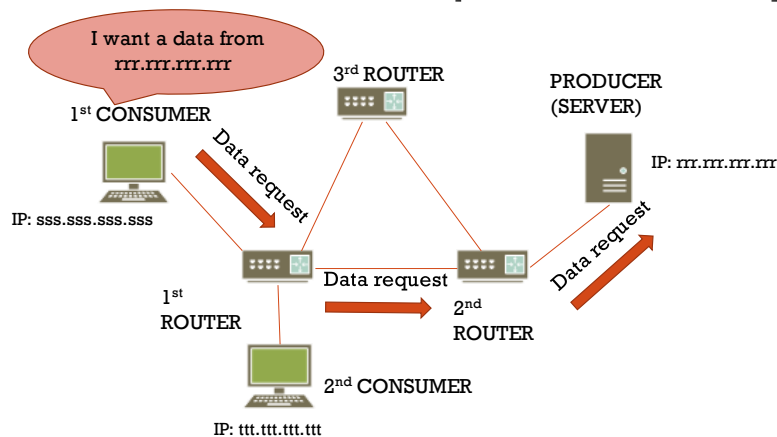 I want a data from
rrr.rrr.rrr.rrr
3rd ROUTER
PRODUCER
(SERVER)
1st CONSUMER
Data request
IP: rrr.rrr.rrr.rrr
IP: sss.sss.sss.sss
Data request
Data request
1st
ROUTER
2nd
ROUTER
2nd CONSUMER
IP: ttt.ttt.ttt.ttt